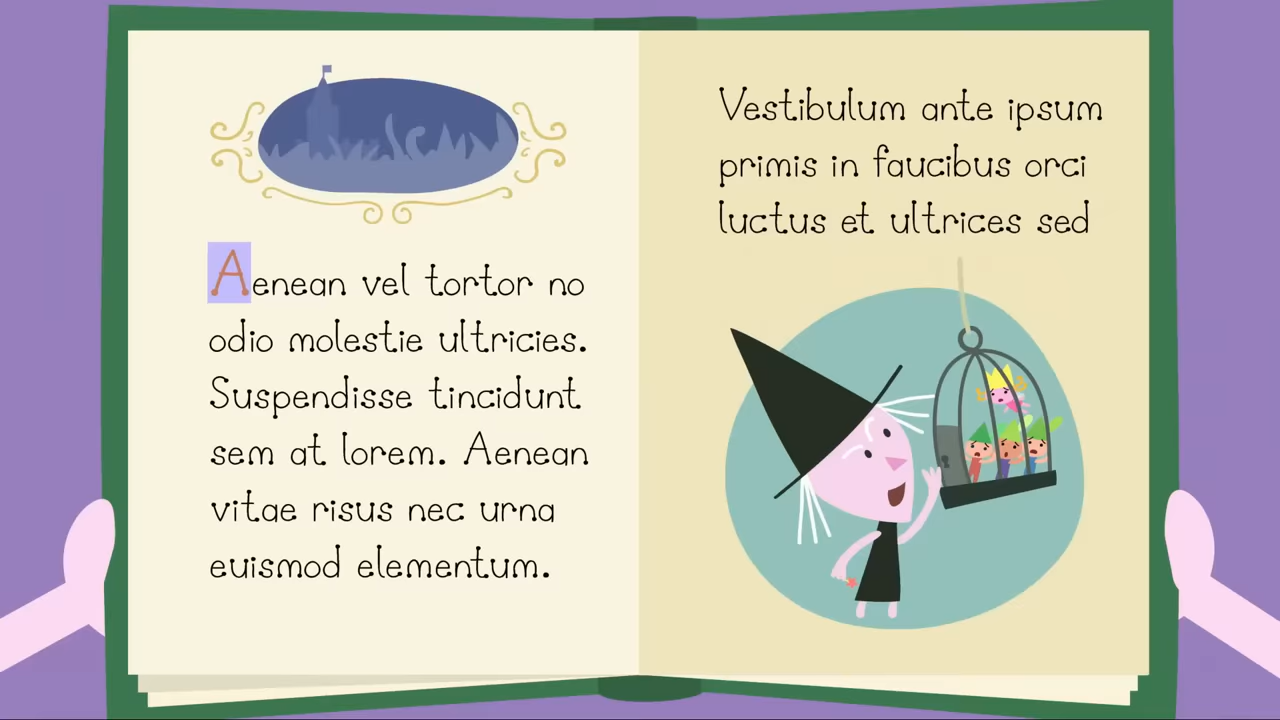 Aenean vel tortor no
odio molestie ultricies.
Suspendisse tincidunt
sem at lorem. Aenean
vitae risus nec urna
euismod elementum.
Vestibulum ante ipsum
primis in faucibus orci
luctus et ultrices sed